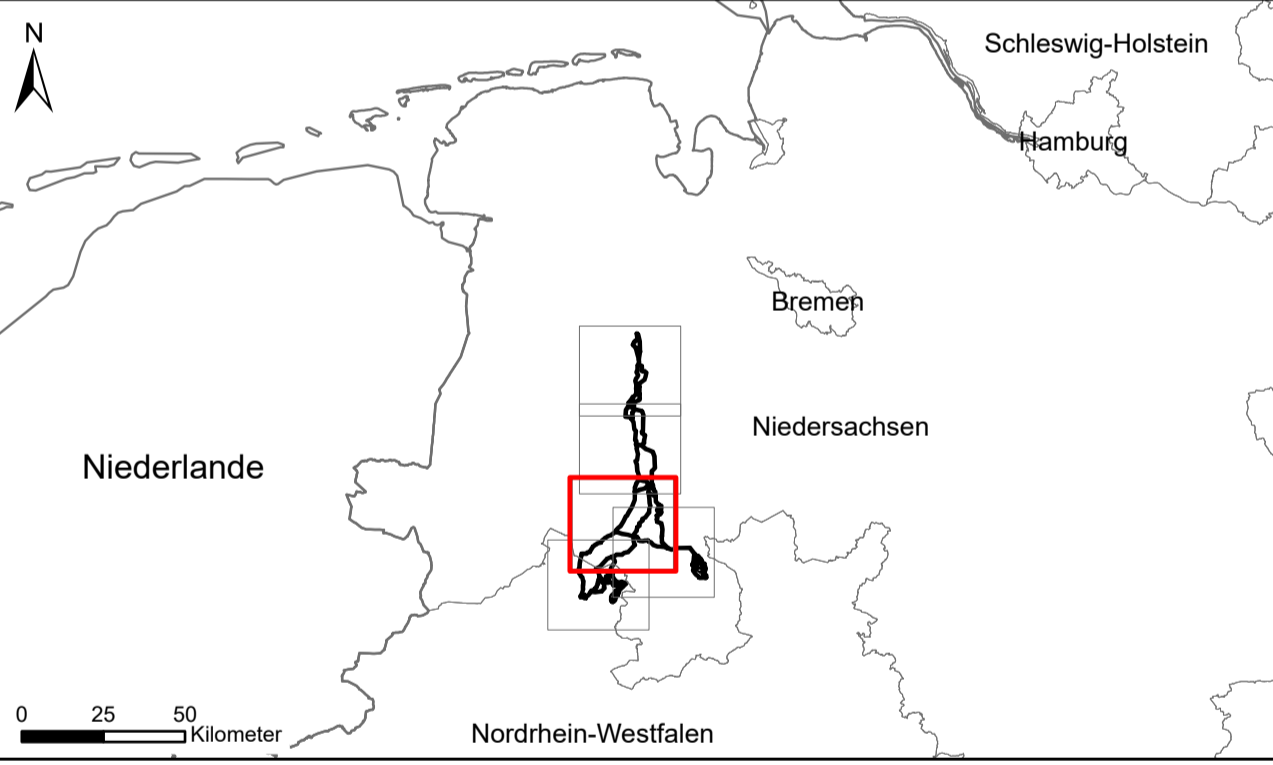 N
Schleswig-Holstein
Hamburg
Bremen
Niedersachsen
Niederlande
0 25 50
Kilometer
Nordrhein-Westfalen